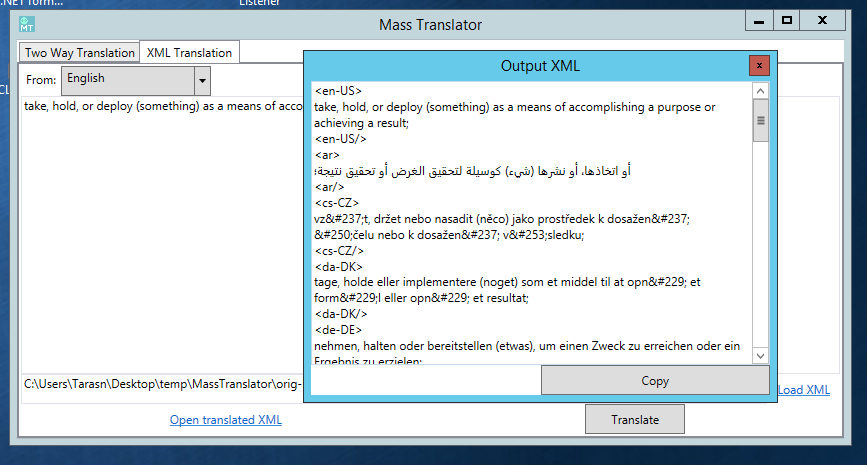 .NET form...
Listener
MT
Mass Translator
Two Way Translation
XML Translation
From:
English
take, hold, or deploy (something) as a means of acco
Output XML
x
<en-US>
take, hold, or deploy (something) as a means of accomplishing a purpose or
achieving a result;
<en-US/>
<ar>
أو اتخاذها، أو نشرها (شيء) كوسيلة لتحقيق الغرض أو تحقيق نتيجة؛
<ar/>
<cs-CZ>
vz&#237;t, držet nebo nasadit (něco) jako prostředek k dosažen&#237;
&#250;čelu nebo k dosažen&#237; v&#253;sledku;
<cs-CZ/>
<da-DK>
tage, holde eller implementere (noget) som et middel til at opn&#229; et
form&#229;l eller opn&#229; et resultat;
<da-DK/>
<de-DE>
nehmen, halten oder bereitstellen (etwas), um einen Zweck zu erreichen oder ein
Ergebnis zu erzielen;
Copy
C:\Users\Tarasn\Desktop\temp\MassTranslator\orig-
Load XML
Open translated XML
Translate